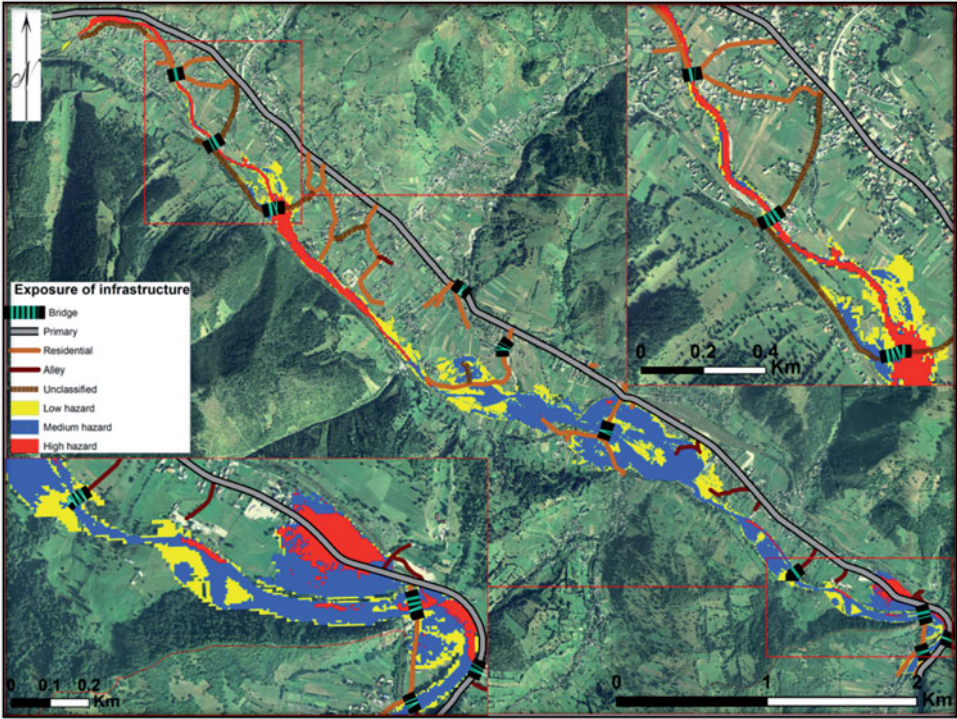 N
Exposure of infrastructure
Bridge
Primary
Residential
Alley
Unclassified
Low hazard
Medium hazard
High hazard
0 0.2 0.4
Km
0 0.1 0.2
Km
0 1 2
Km